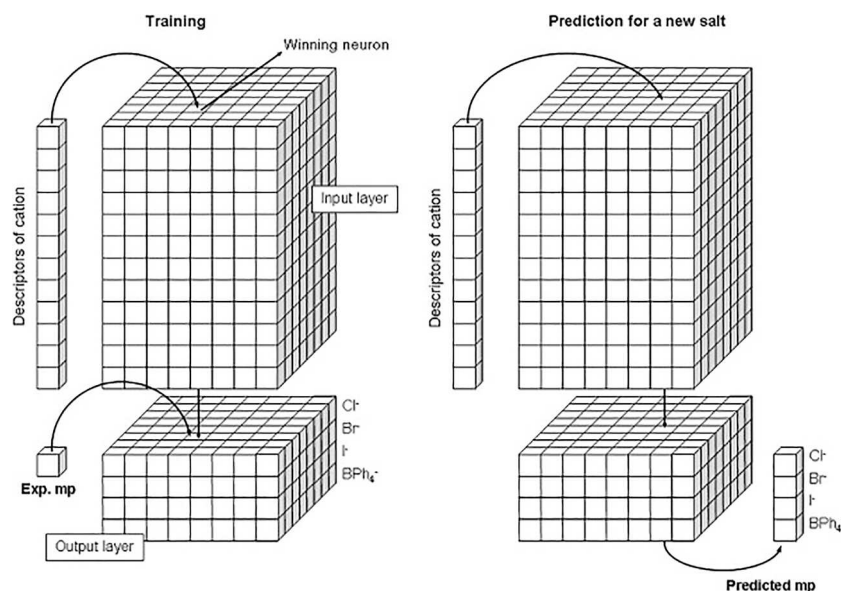 Training
Winning neuron
Descriptors of cation
Input layer
Exp. mp
Cl-
Br-
I-
BPh4-
Output layer
Prediction for a new salt
Descriptors of cation
Cl-
Br-
I-
BPh4
Predicted mp